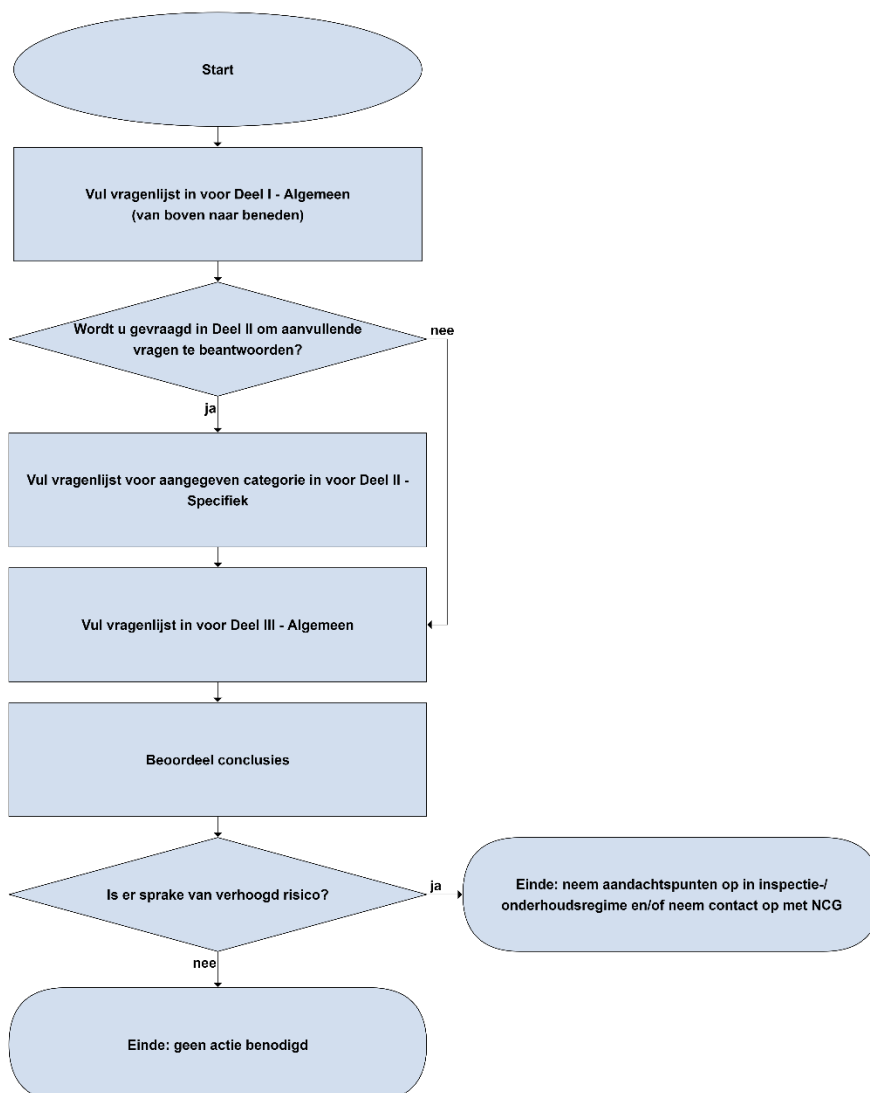 Start
Vul vragenlijst in voor Deel I - Algemeen
(van boven naar beneden)
Wordt u gevraagd in Deel II om aanvullende
vragen te beantwoorden?
nee
ja
Vul vragenlijst voor aangegeven categorie in voor Deel II -
Specifiek
Vul vragenlijst in voor Deel III - Algemeen
Beoordeel conclusies
Is er sprake van verhoogd risico?
ja
Einde: neem aandachtspunten op in inspectie-/
onderhoudsregime en/of neem contact op met NCG
nee
Einde: geen actie benodigd